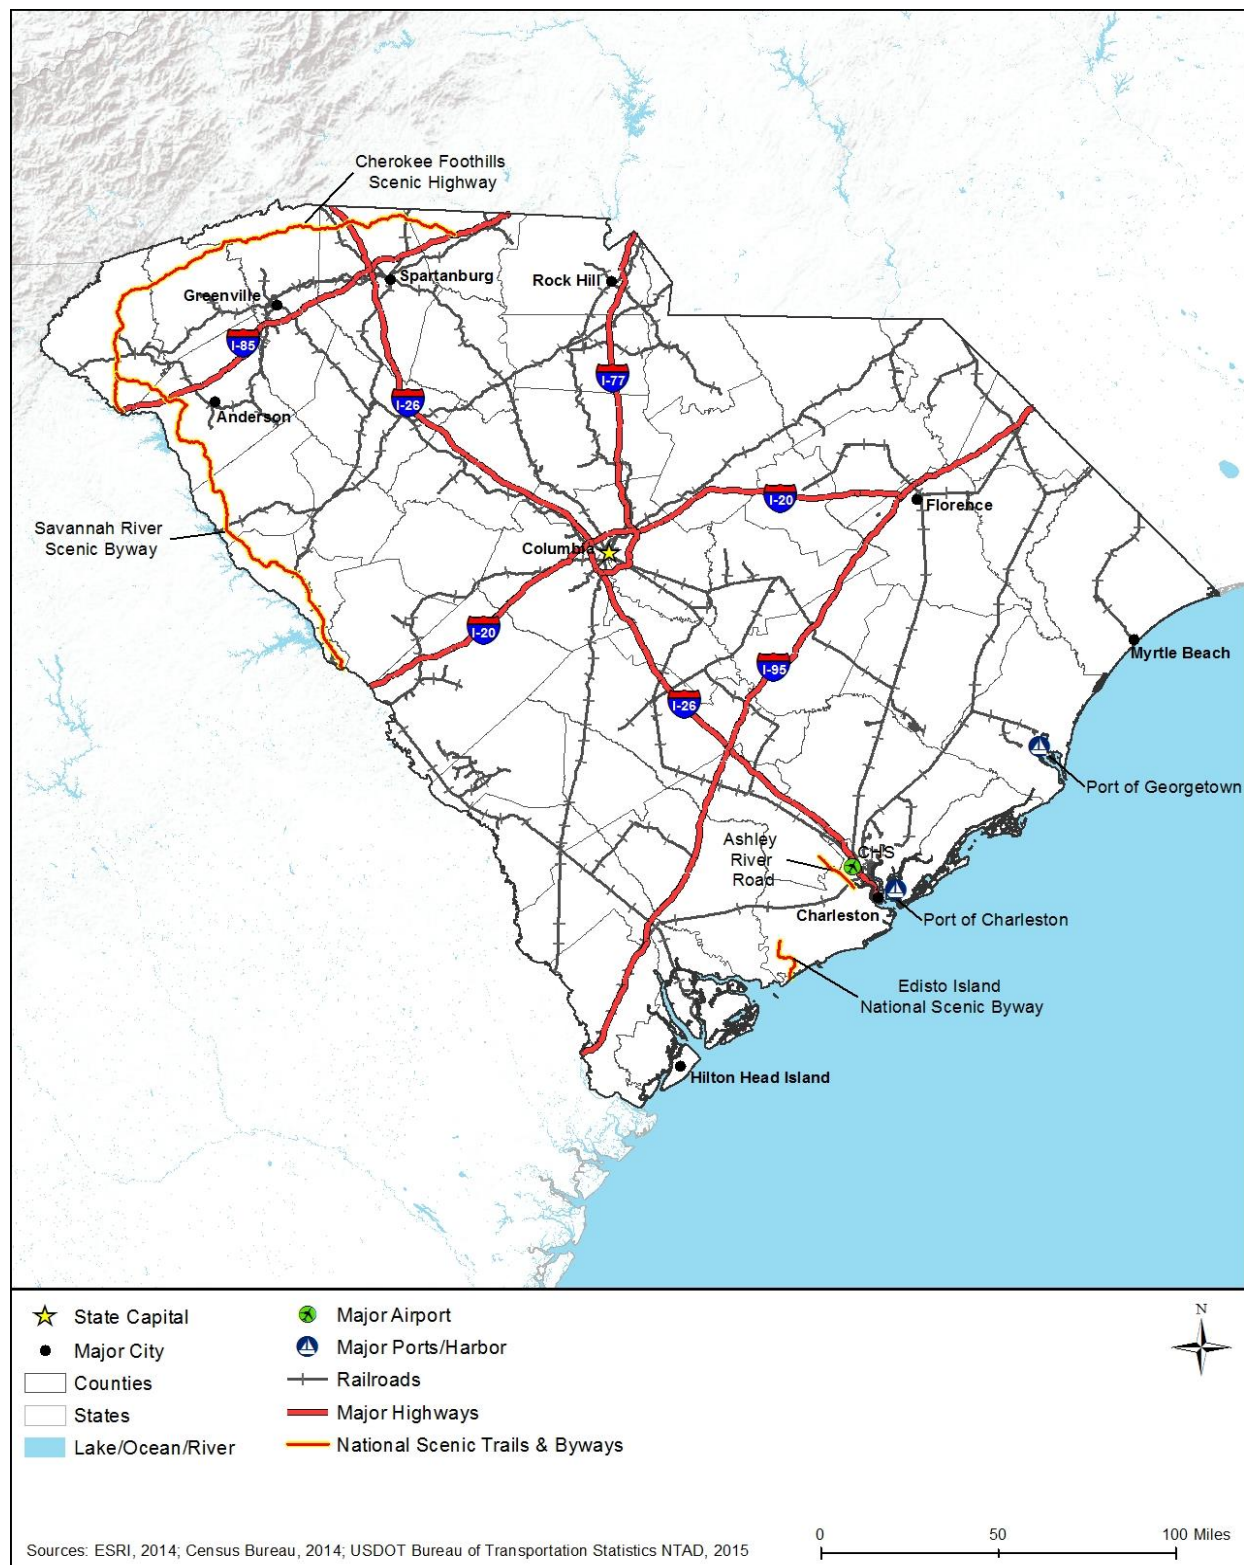 Cherokee Foothills
Scenic Highway
Spartanburg
Rock Hill
Greenville
I-85
I-77
I-26
Anderson
I-20
Florence
Savannah River
Scenic Byway
Columbia
I-20
Myrtle Beach
I-95
I-26
Port of Georgetown
Ashley
River
Road
CHS
Charleston
Port of Charleston
Edisto Island
National Scenic Byway
Hilton Head Island
State Capital
Major City
Counties
States
Lake/Ocean/River
Major Airport
Major Ports/Harbor
Railroads
Major Highways
National Scenic Trails & Byways
N
0 50 100 Miles
Sources: ESRI, 2014; Census Bureau, 2014; USDOT Bureau of Transportation Statistics NTAD, 2015